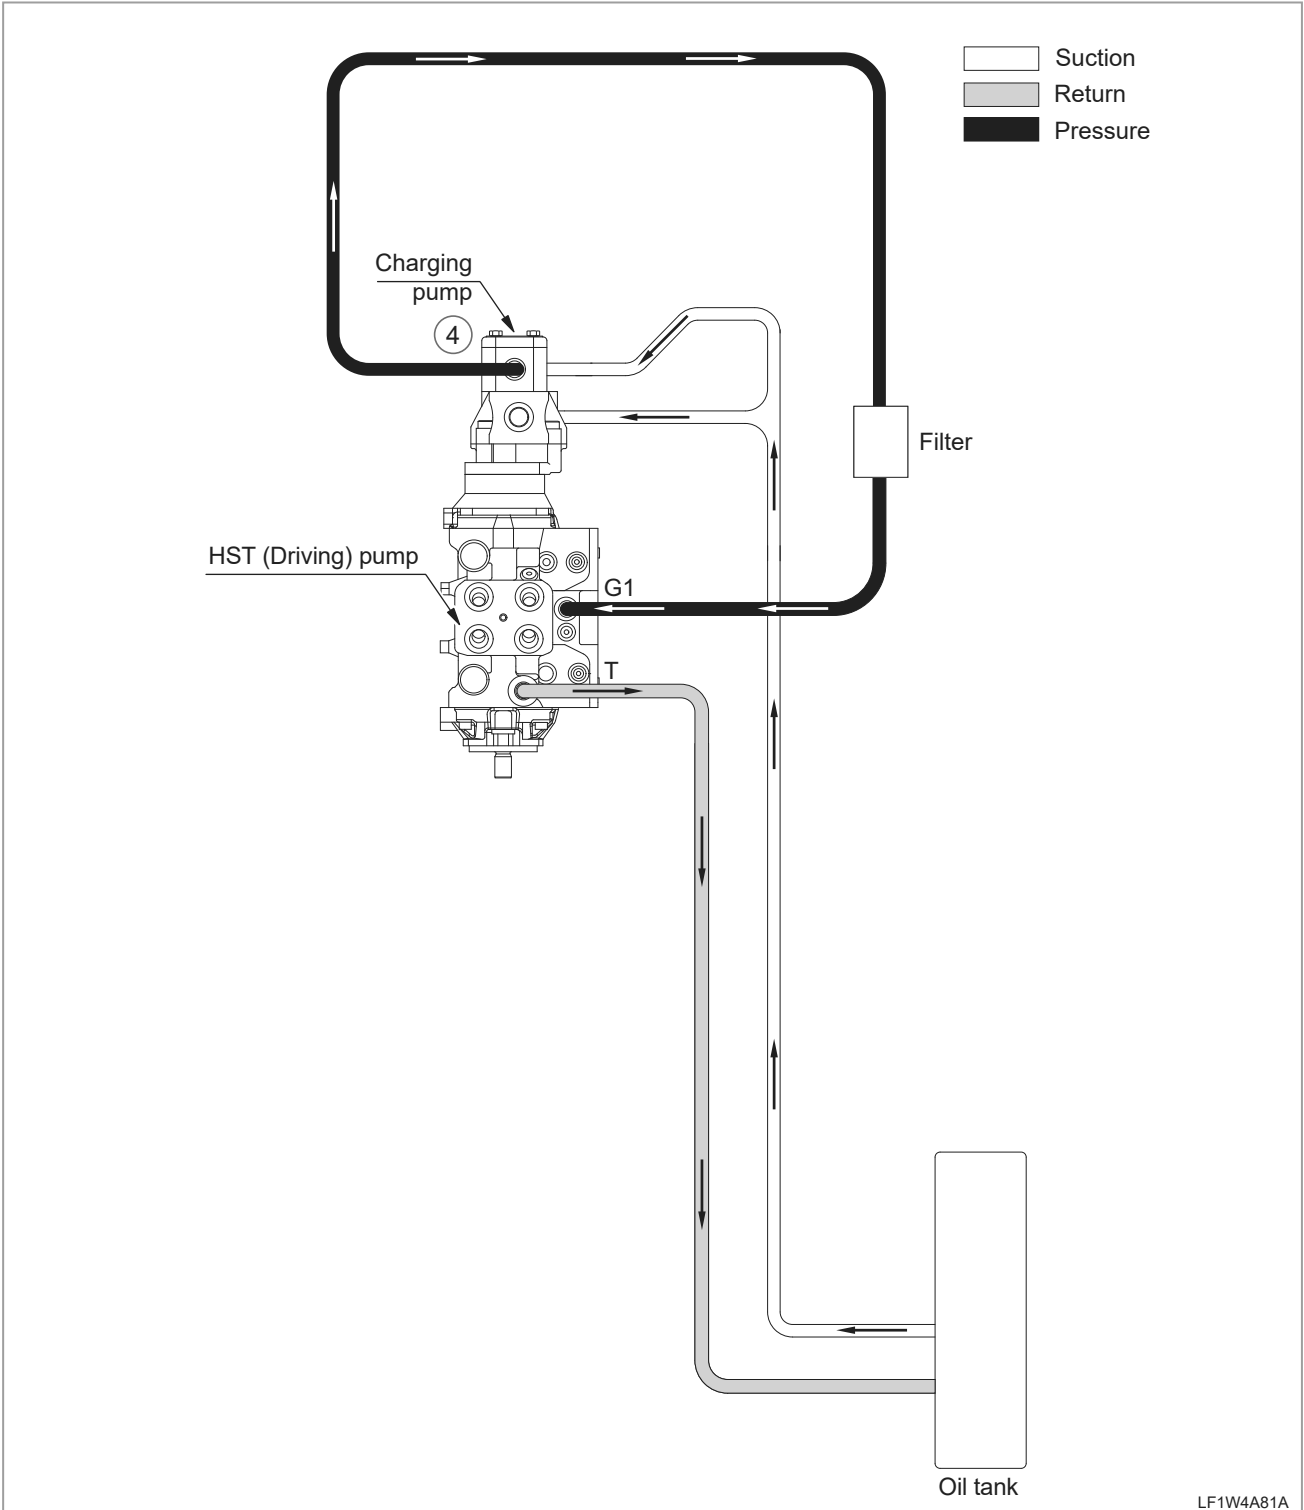 Suction
Return
Pressure
Charging
pump
4
Filter
HST (Driving) pump
G1
T
Oil tank
LF1W4A81A